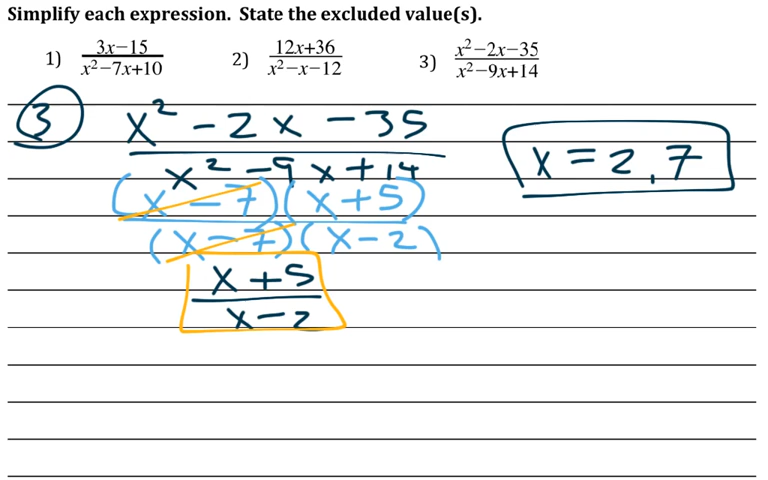 Simplify each expression. State the excluded value(s).
1) 3x−15 / x²−7x+10 2) 12x+36 / x²−x−12 3) x²−2x−35 / x²−9x+14
3 x² − 2x − 35
x² − 9x + 14
x = 2, 7
(x − 7)(x + 5)
(x − 7)(x − 2)
x + 5
x − 2